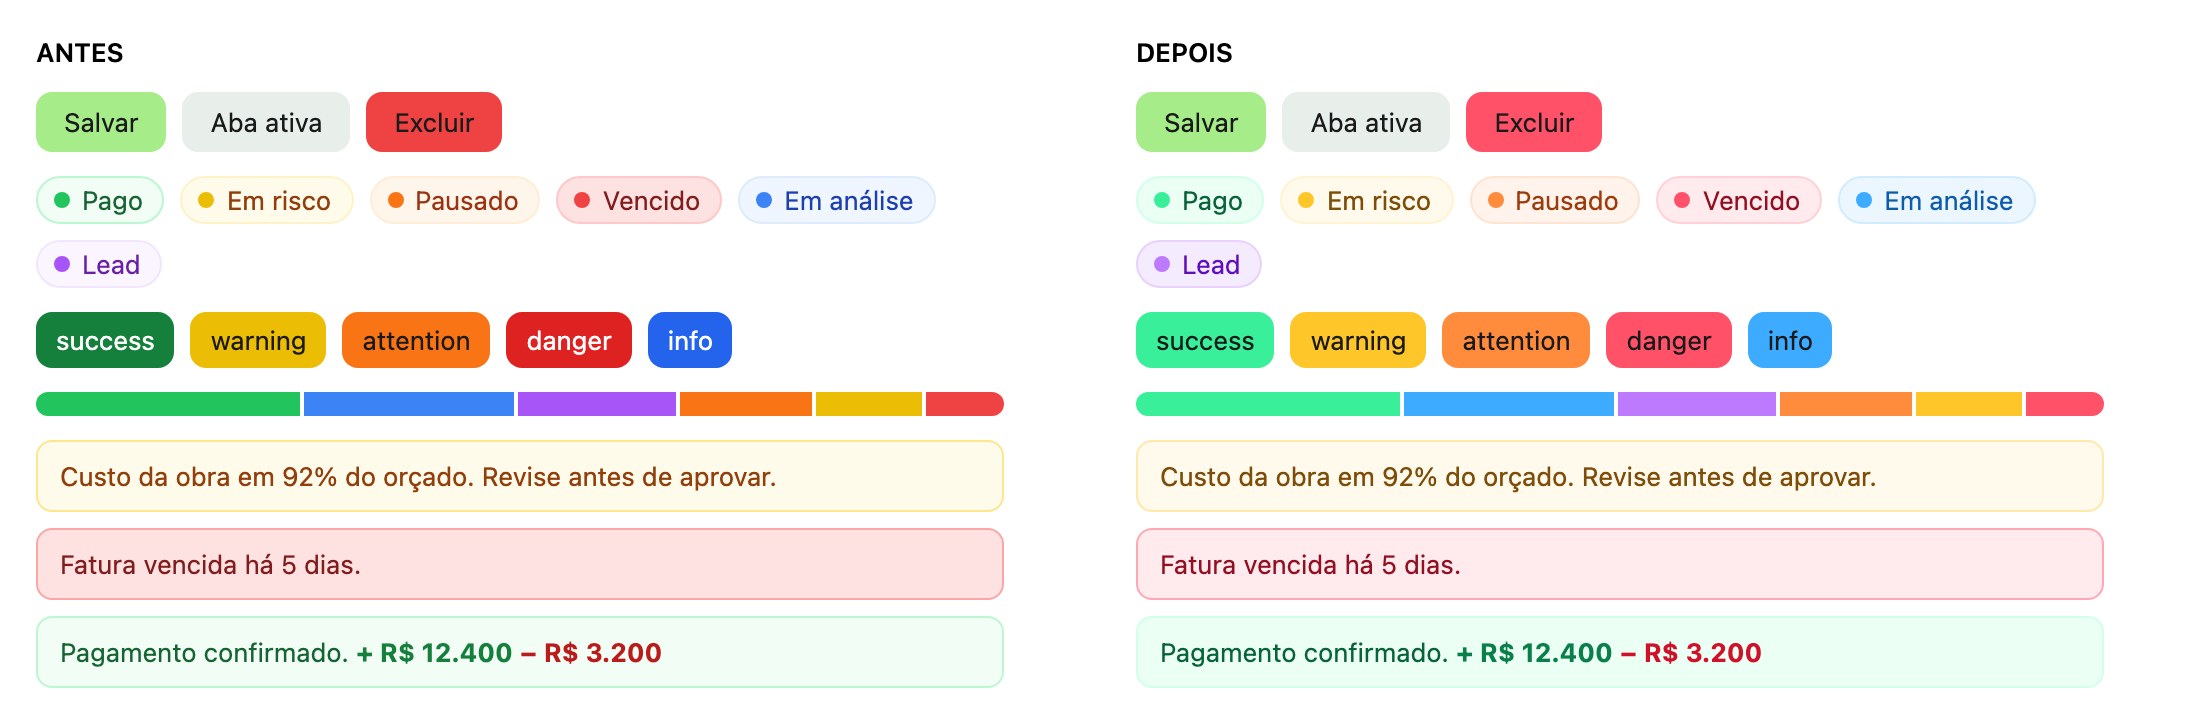 ANTES
Salvar Aba ativa Excluir
Pago Em risco Pausado Vencido Em análise
Lead
success warning attention danger info
Custo da obra em 92% do orçado. Revise antes de aprovar.
Fatura vencida há 5 dias.
Pagamento confirmado. + R$ 12.400 – R$ 3.200
DEPOIS
Salvar Aba ativa Excluir
Pago Em risco Pausado Vencido Em análise
Lead
success warning attention danger info
Custo da obra em 92% do orçado. Revise antes de aprovar.
Fatura vencida há 5 dias.
Pagamento confirmado. + R$ 12.400 – R$ 3.200